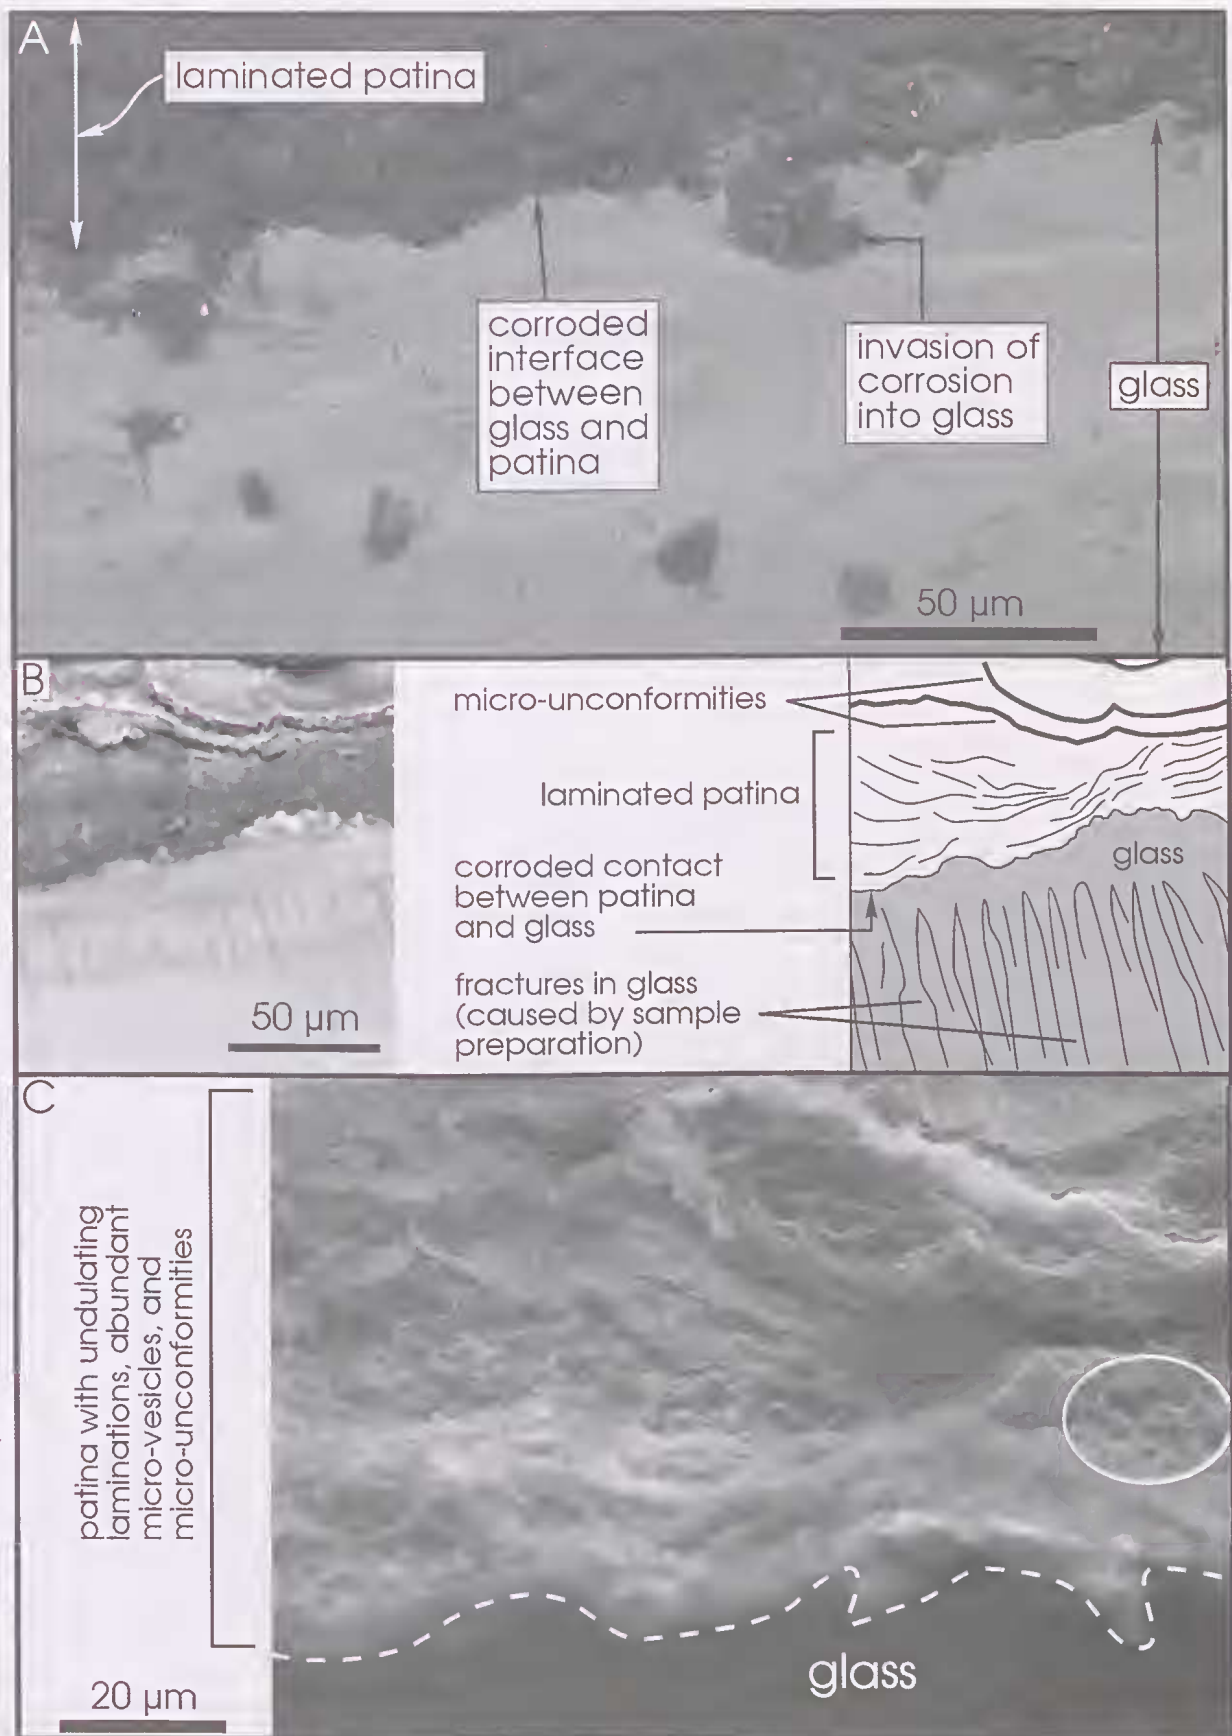 A
laminated patina
corroded
interface
between
glass and
patina
invasion of
corrosion
into glass
glass
50 µm
B
50 µm
micro-unconformities
laminated patina
corroded contact
between patina
and glass
fractures in glass
(caused by sample
preparation)
glass
C
patina with undulating
laminations, abundant
micro-vesicles, and
micro-unconformities
20 µm
glass